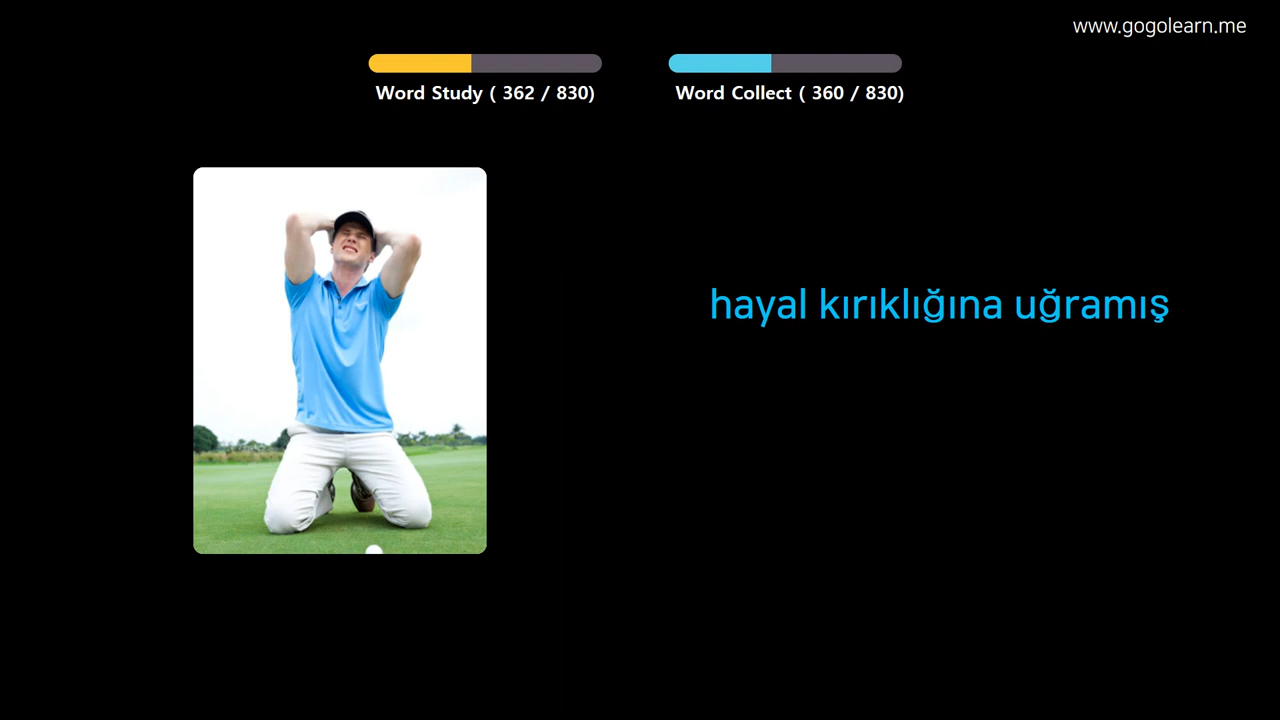 www.gogolearn.me
Word Study ( 362 / 830)
Word Collect ( 360 / 830)
hayal kırıklığına uğramış